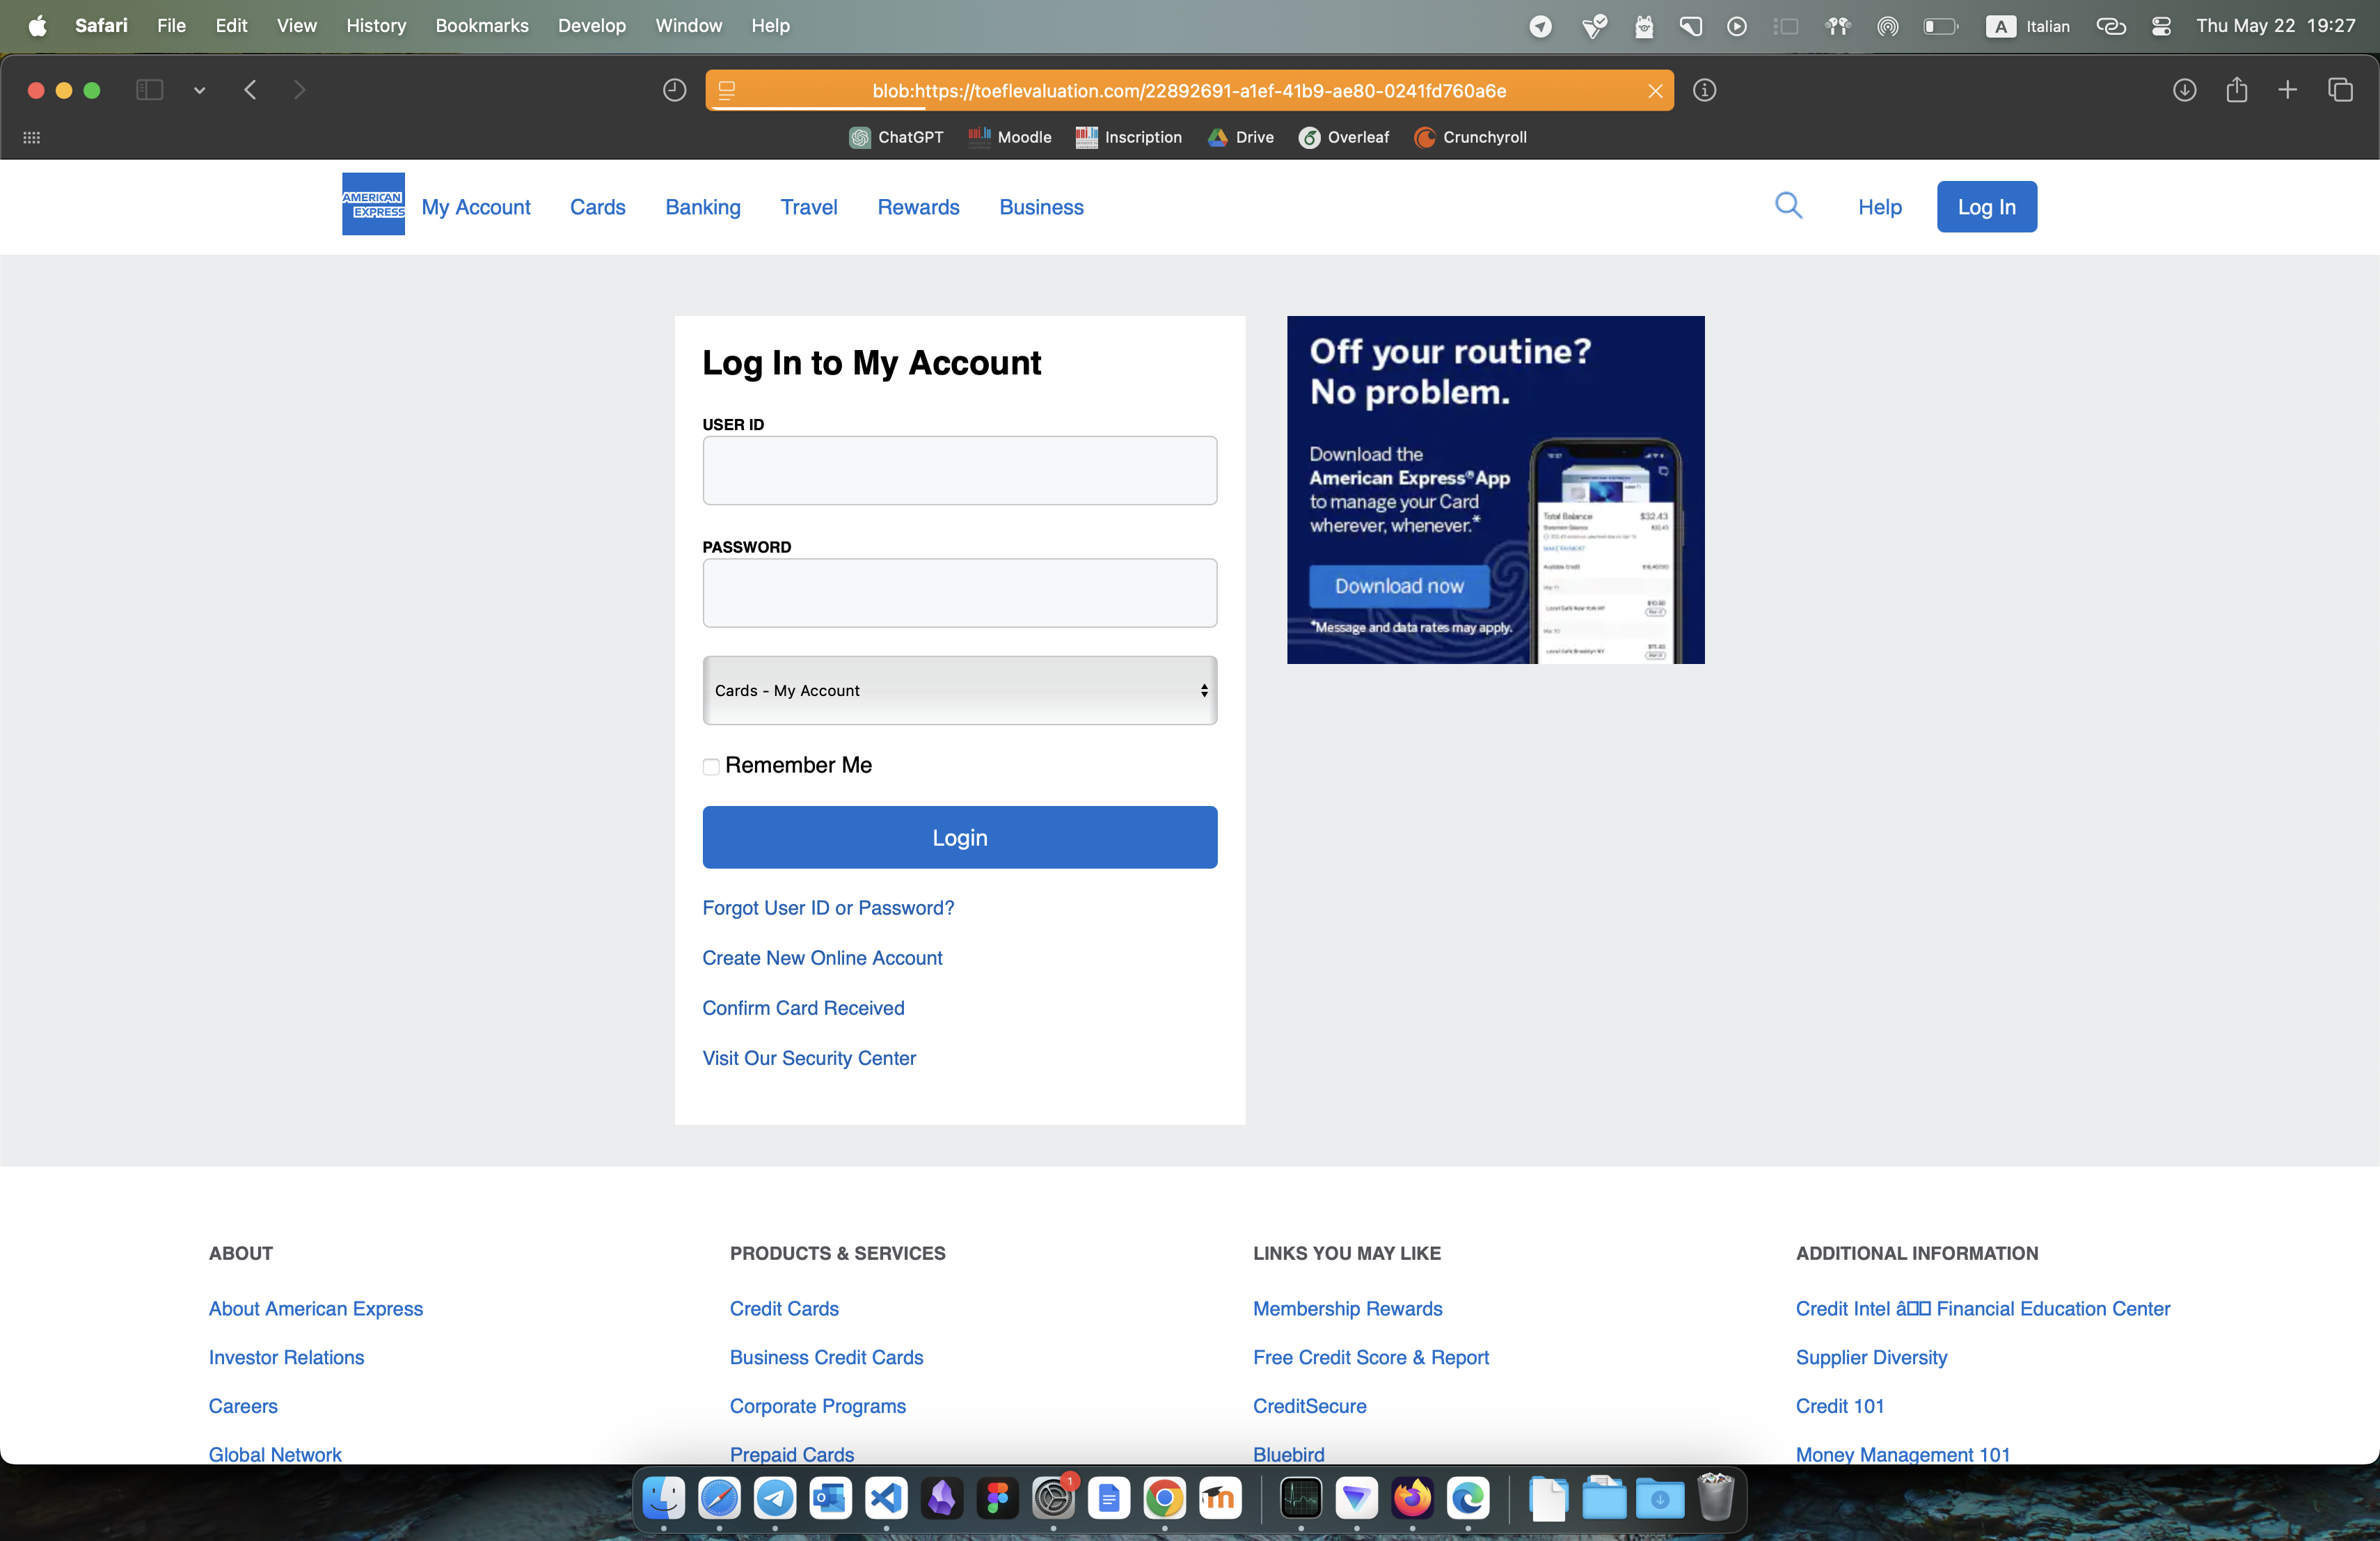 Safari File Edit View History Bookmarks Develop Window Help
A Italian Thu May 22 19:27
blob:https://toeflevaluation.com/22892691-a1ef-41b9-ae80-0241fd760a6e
ChatGPT Moodle Inscription Drive Overleaf Crunchyroll
AMERICAN
EXPRESS
My Account Cards Banking Travel Rewards Business
Help Log In
Log In to My Account
USER ID
PASSWORD
Cards - My Account
Remember Me
Login
Forgot User ID or Password?
Create New Online Account
Confirm Card Received
Visit Our Security Center
Off your routine?
No problem.
Download the
American Express® App
to manage your Card
wherever, whenever.*
Download now
*Message and data rates may apply.
Total Balance $32.43
MAKE PAYMENT
ABOUT
About American Express
Investor Relations
Careers
Global Network
PRODUCTS & SERVICES
Credit Cards
Business Credit Cards
Corporate Programs
Prepaid Cards
LINKS YOU MAY LIKE
Membership Rewards
Free Credit Score & Report
CreditSecure
Bluebird
ADDITIONAL INFORMATION
Credit Intel â Financial Education Center
Supplier Diversity
Credit 101
Money Management 101
1